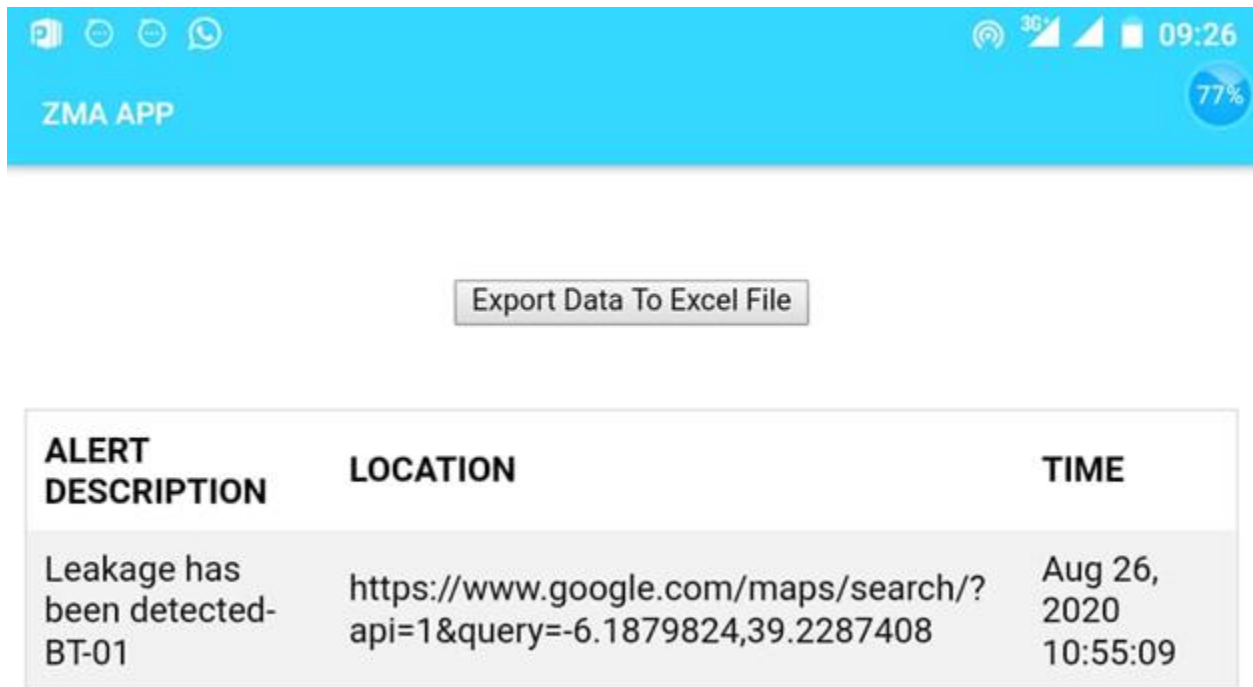 3G+ 09:26
77%
ZMA APP
Export Data To Excel File
ALERT
DESCRIPTION
LOCATION
TIME
Leakage has
been detected-
BT-01
https://www.google.com/maps/search/?
api=1&query=-6.1879824,39.2287408
Aug 26,
2020
10:55:09